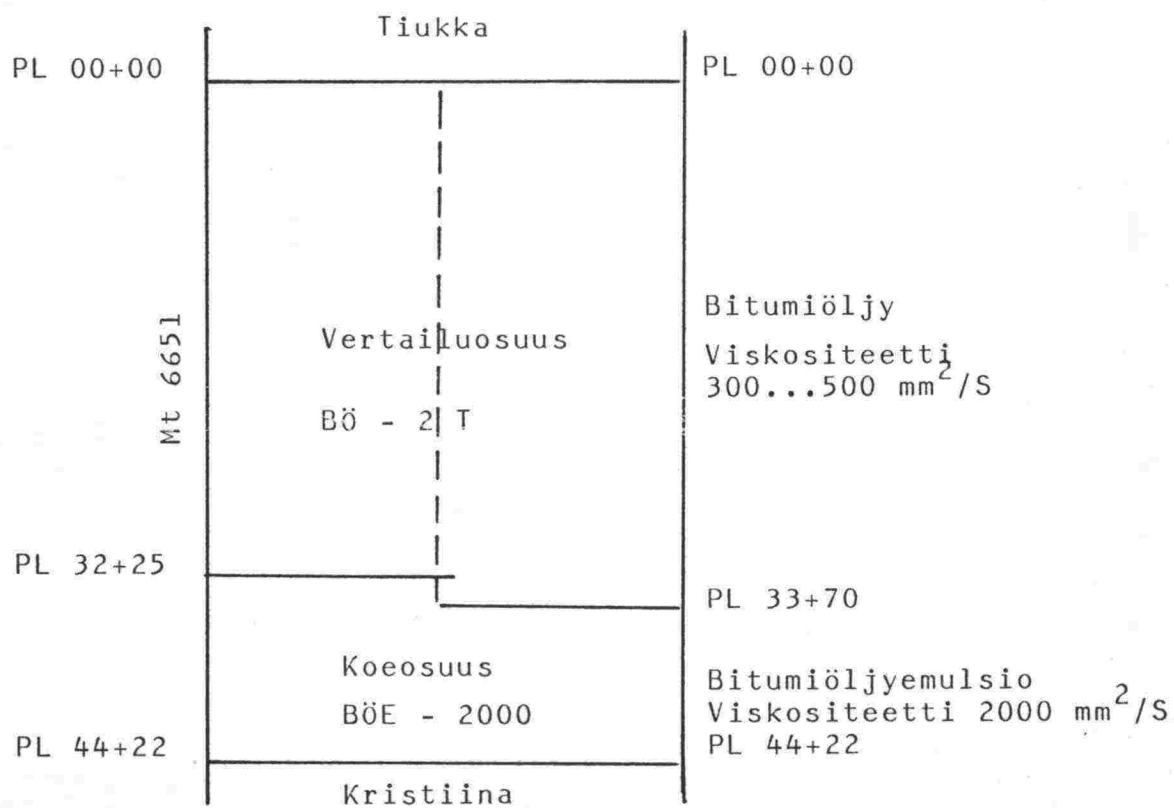 Tiukka
PL 00+00
PL 00+00
Mt 6651
Vertailuosuus
Bö - 2 T
Bitumiöljy
Viskositeetti
300...500 mm²/S
PL 32+25
PL 33+70
Koeosuus
BöE - 2000
Bitumiöljyemulsio
Viskositeetti 2000 mm²/S
PL 44+22
PL 44+22
Kristiina